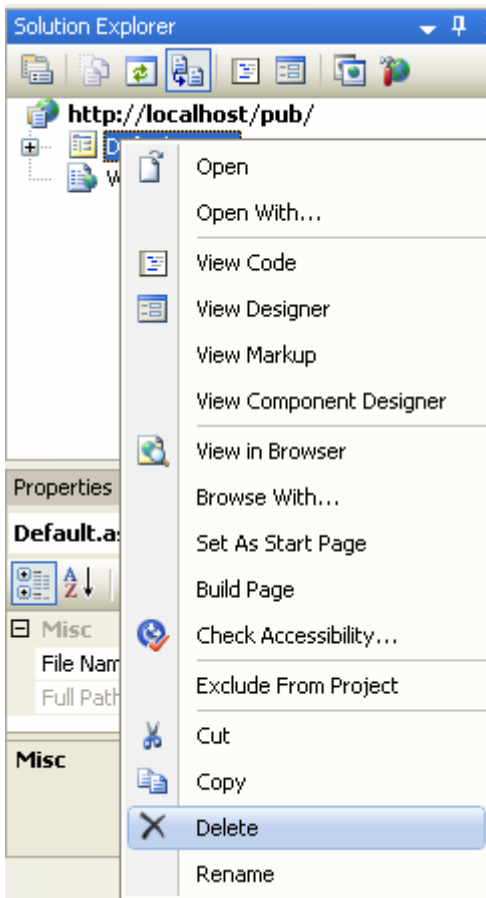 Solution Explorer
http://localhost/pub/
Open
Open With...
View Code
View Designer
View Markup
View Component Designer
View in Browser
Properties
Browse With...
Default.a
Set As Start Page
Build Page
Misc
Check Accessibility...
File Nam
Exclude From Project
Full Path
Cut
Misc
Copy
Delete
Rename